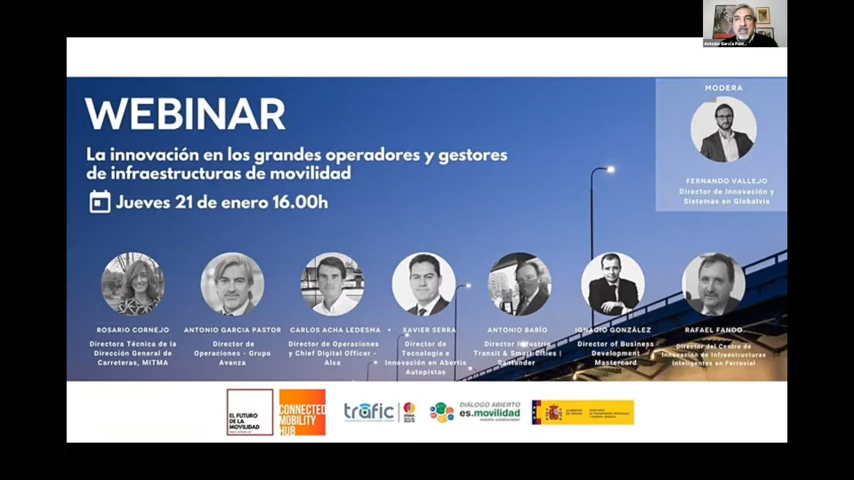 Antonio García Past...
WEBINAR
La innovación en los grandes operadores y gestores
de infraestructuras de movilidad
Jueves 21 de enero 16.00h
MODERA
FERNANDO VALLEJO
Director de Innovación y
Sistemas en Globalvia
ROSARIO CORNEJO
Directora Técnica de la
Dirección General de
Carreteras, MITMA
ANTONIO GARCIA PASTOR
Director de
Operaciones - Grupo
Avanza
CARLOS ACHA LEDESMA
Director de Operaciones
y Chief Digital Officer -
Alsa
XAVIER SERRA
Director de
Tecnología e
Innovación en Abertis
Autopistas
ANTONIO BABÍO
Director Industria
Transit & Smart Cities |
Santander
IGNACIO GONZÁLEZ
Director of Business
Development
Mastercard
RAFAEL FANDO
Director del Centro de
Innovación de Infraestructuras
Inteligentes en Ferrovial
EL FUTURO
DE LA
MOVILIDAD
CONNECTED
MOBILITY
HUB
trafic
DIÁLOGO ABIERTO
es.movilidad